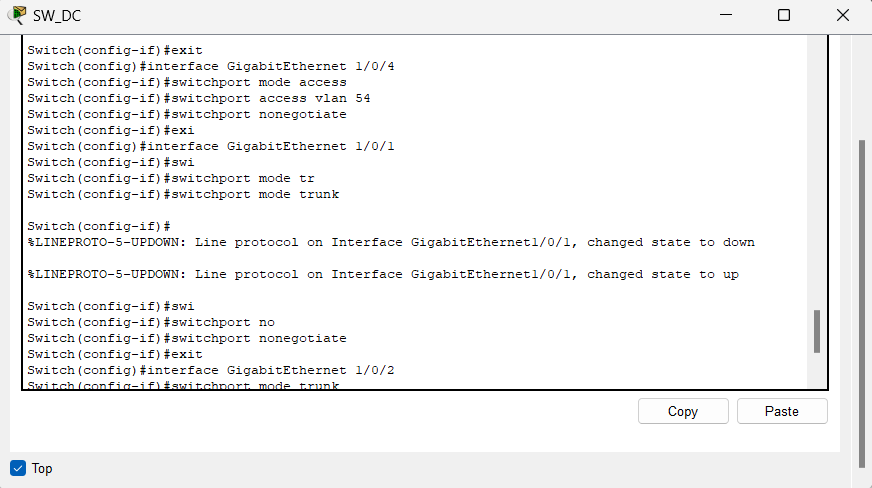 SW_DC
Switch(config-if)#exit
Switch(config)#interface GigabitEthernet 1/0/4
Switch(config-if)#switchport mode access
Switch(config-if)#switchport access vlan 54
Switch(config-if)#switchport nonegotiate
Switch(config-if)#exi
Switch(config)#interface GigabitEthernet 1/0/1
Switch(config-if)#swi
Switch(config-if)#switchport mode tr
Switch(config-if)#switchport mode trunk
Switch(config-if)#
%LINEPROTO-5-UPDOWN: Line protocol on Interface GigabitEthernet1/0/1, changed state to down
%LINEPROTO-5-UPDOWN: Line protocol on Interface GigabitEthernet1/0/1, changed state to up
Switch(config-if)#swi
Switch(config-if)#switchport no
Switch(config-if)#switchport nonegotiate
Switch(config-if)#exit
Switch(config)#interface GigabitEthernet 1/0/2
Switch(config-if)#switchport mode trunk
Copy
Paste
Top